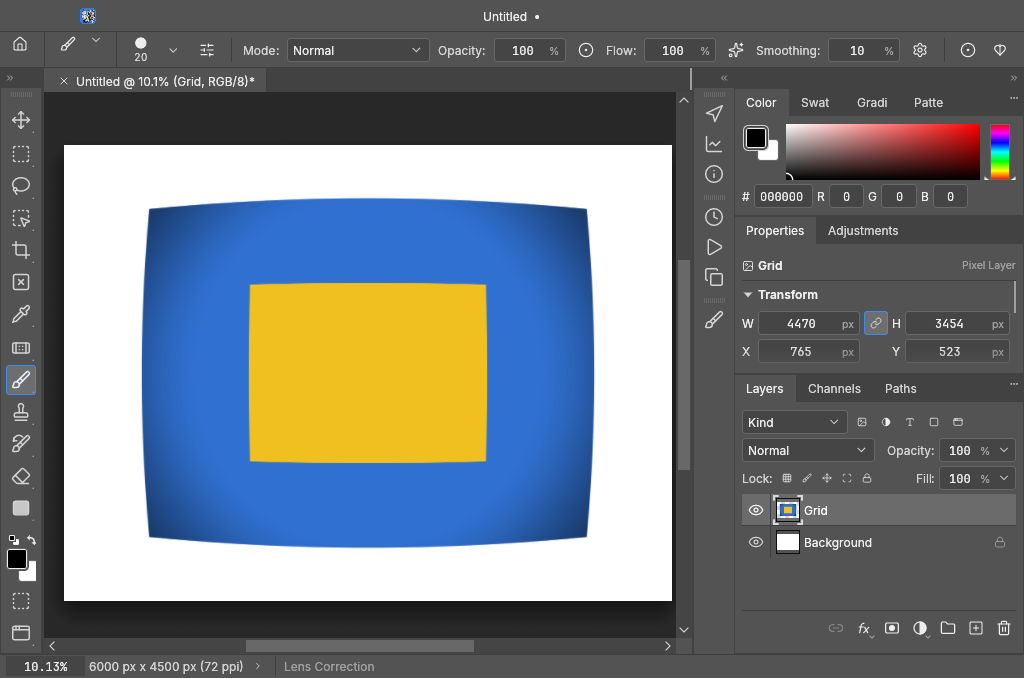 Untitled •
20
Mode: Normal Opacity: 100 % Flow: 100 % Smoothing: 10 %
Untitled @ 10.1% (Grid, RGB/8)*
Color Swat Gradi Patte
# 000000 R 0 G 0 B 0
Properties Adjustments
Grid Pixel Layer
Transform
W 4470 px H 3454 px
X 765 px Y 523 px
Layers Channels Paths
Kind
Normal Opacity: 100 %
Lock: Fill: 100 %
Grid
Background
fx
10.13% 6000 px x 4500 px (72 ppi) Lens Correction